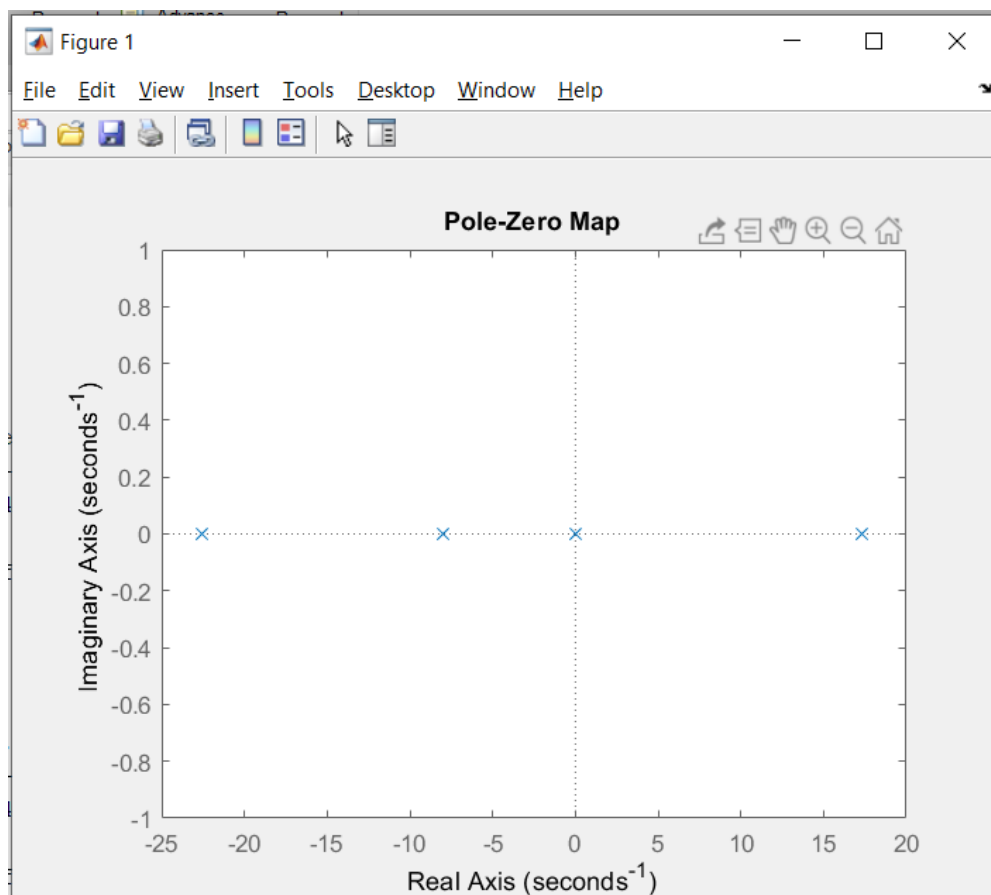 Figure 1
File Edit View Insert Tools Desktop Window Help
Pole-Zero Map
1
0.8
0.6
0.4
0.2
0
-0.2
-0.4
-0.6
-0.8
-1
Imaginary Axis (seconds⁻¹)
-25 -20 -15 -10 -5 0 5 10 15 20
Real Axis (seconds⁻¹)